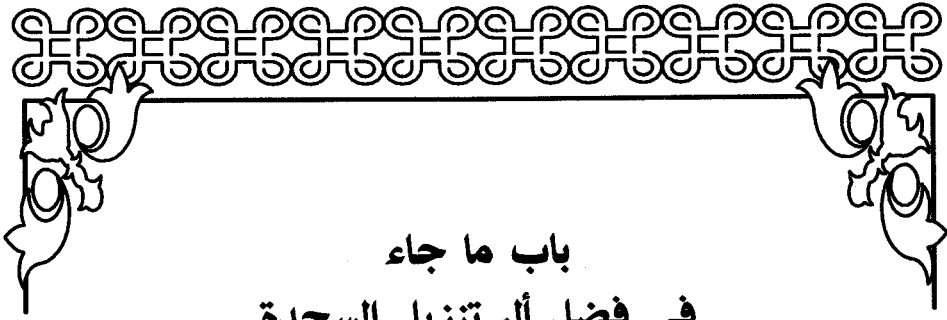 باب ما جاء
في فضل ألم تنزيل السجدة